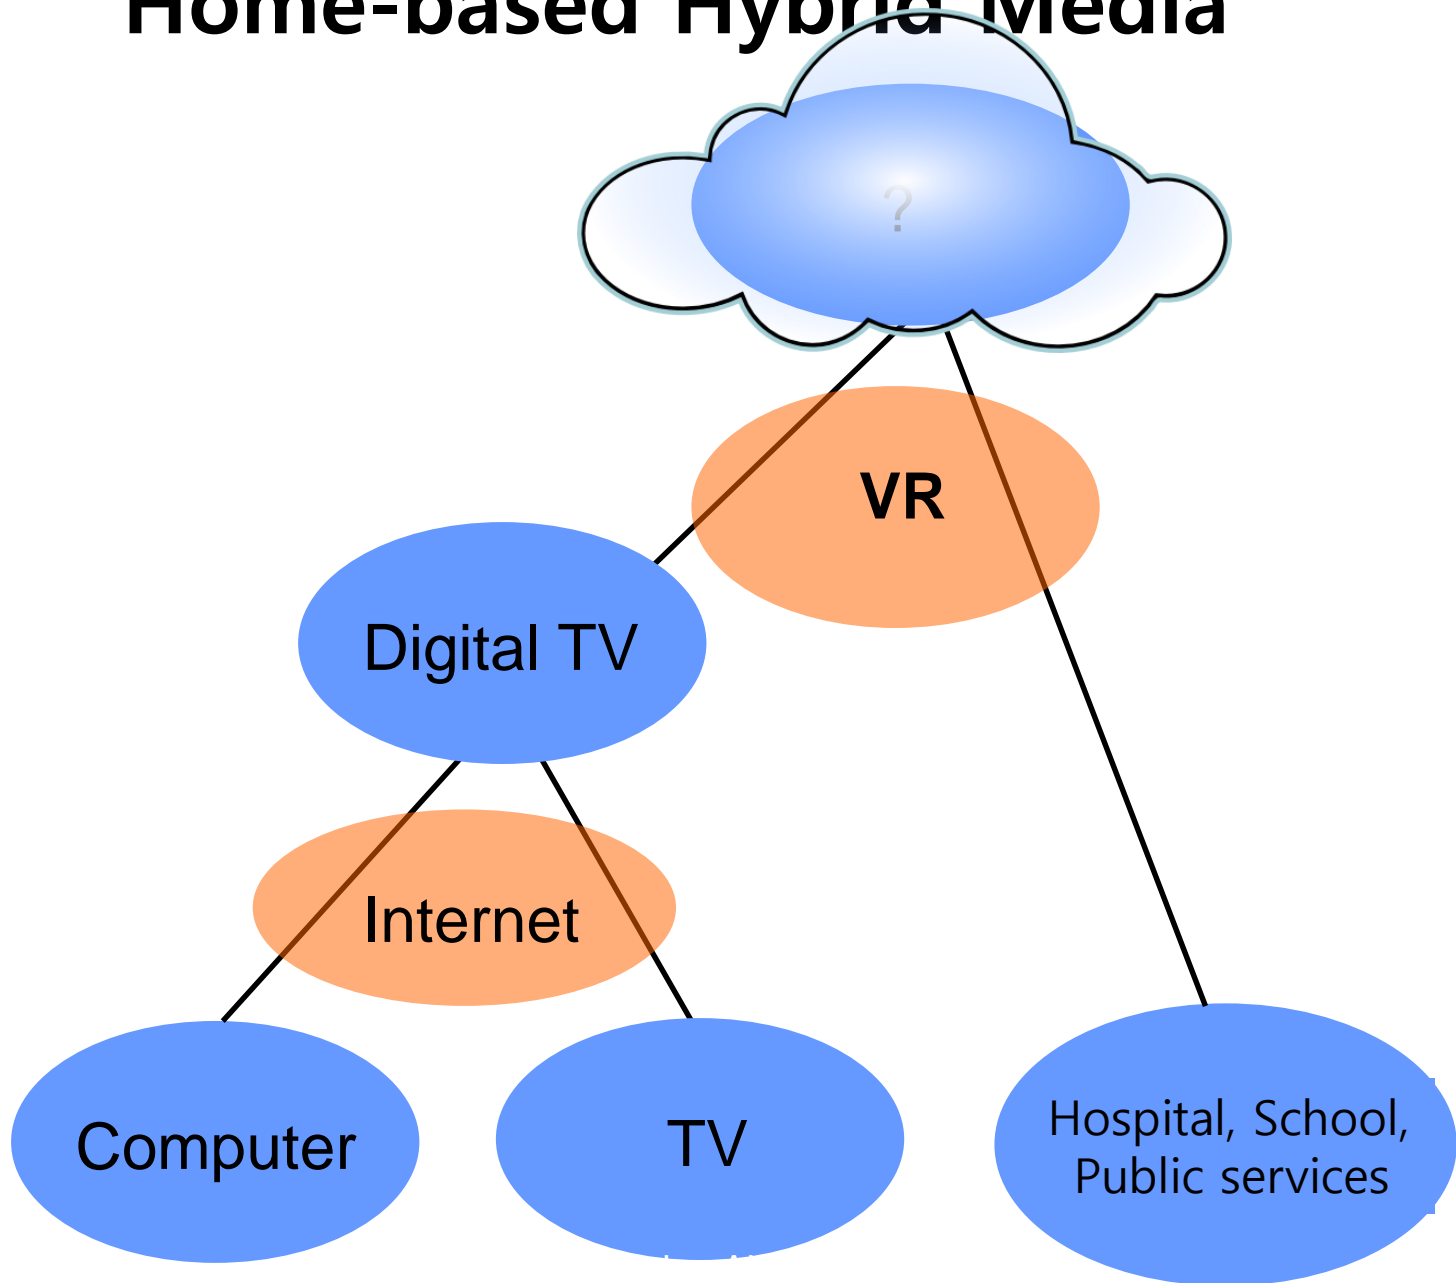 Home-based Hybrid Media
?
VR
Digital TV
Internet
Computer
TV
Hospital, School,
Public services